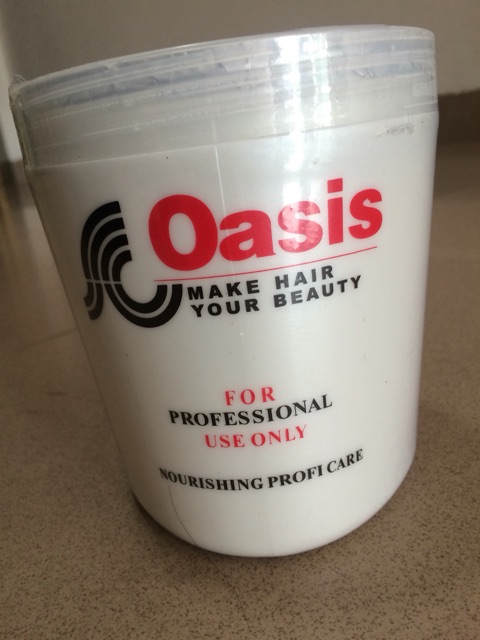 Oasis
MAKE HAIR
YOUR BEAUTY
FOR
PROFESSIONAL
USE ONLY
NOURISHING PROFI CARE